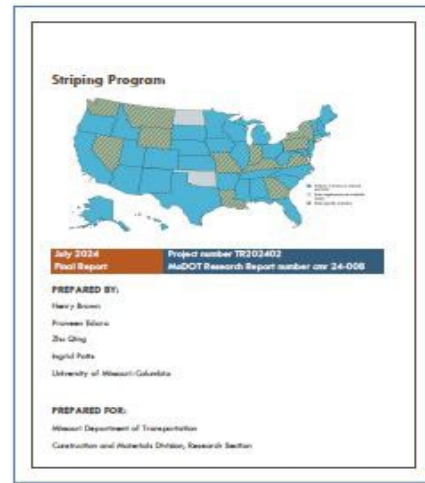 Striping Program
July 2024
Project number TR202402
Final Report
MoDOT Research Report number cmr 24-008
PREPARED BY:
Henry Brown
Praveen Edara
Zhu Qing
Ingrid Potts
University of Missouri-Columbia
PREPARED FOR:
Missouri Department of Transportation
Construction and Materials Division, Research Section